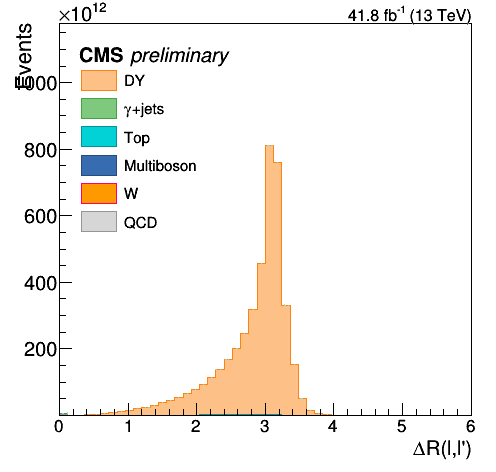 ×10¹²
41.8 fb⁻¹ (13 TeV)
Events
CMS preliminary
DY
γ+jets
Top
Multiboson
W
QCD
1000
800
600
400
200
0 1 2 3 4 5 6
ΔR(l,l')